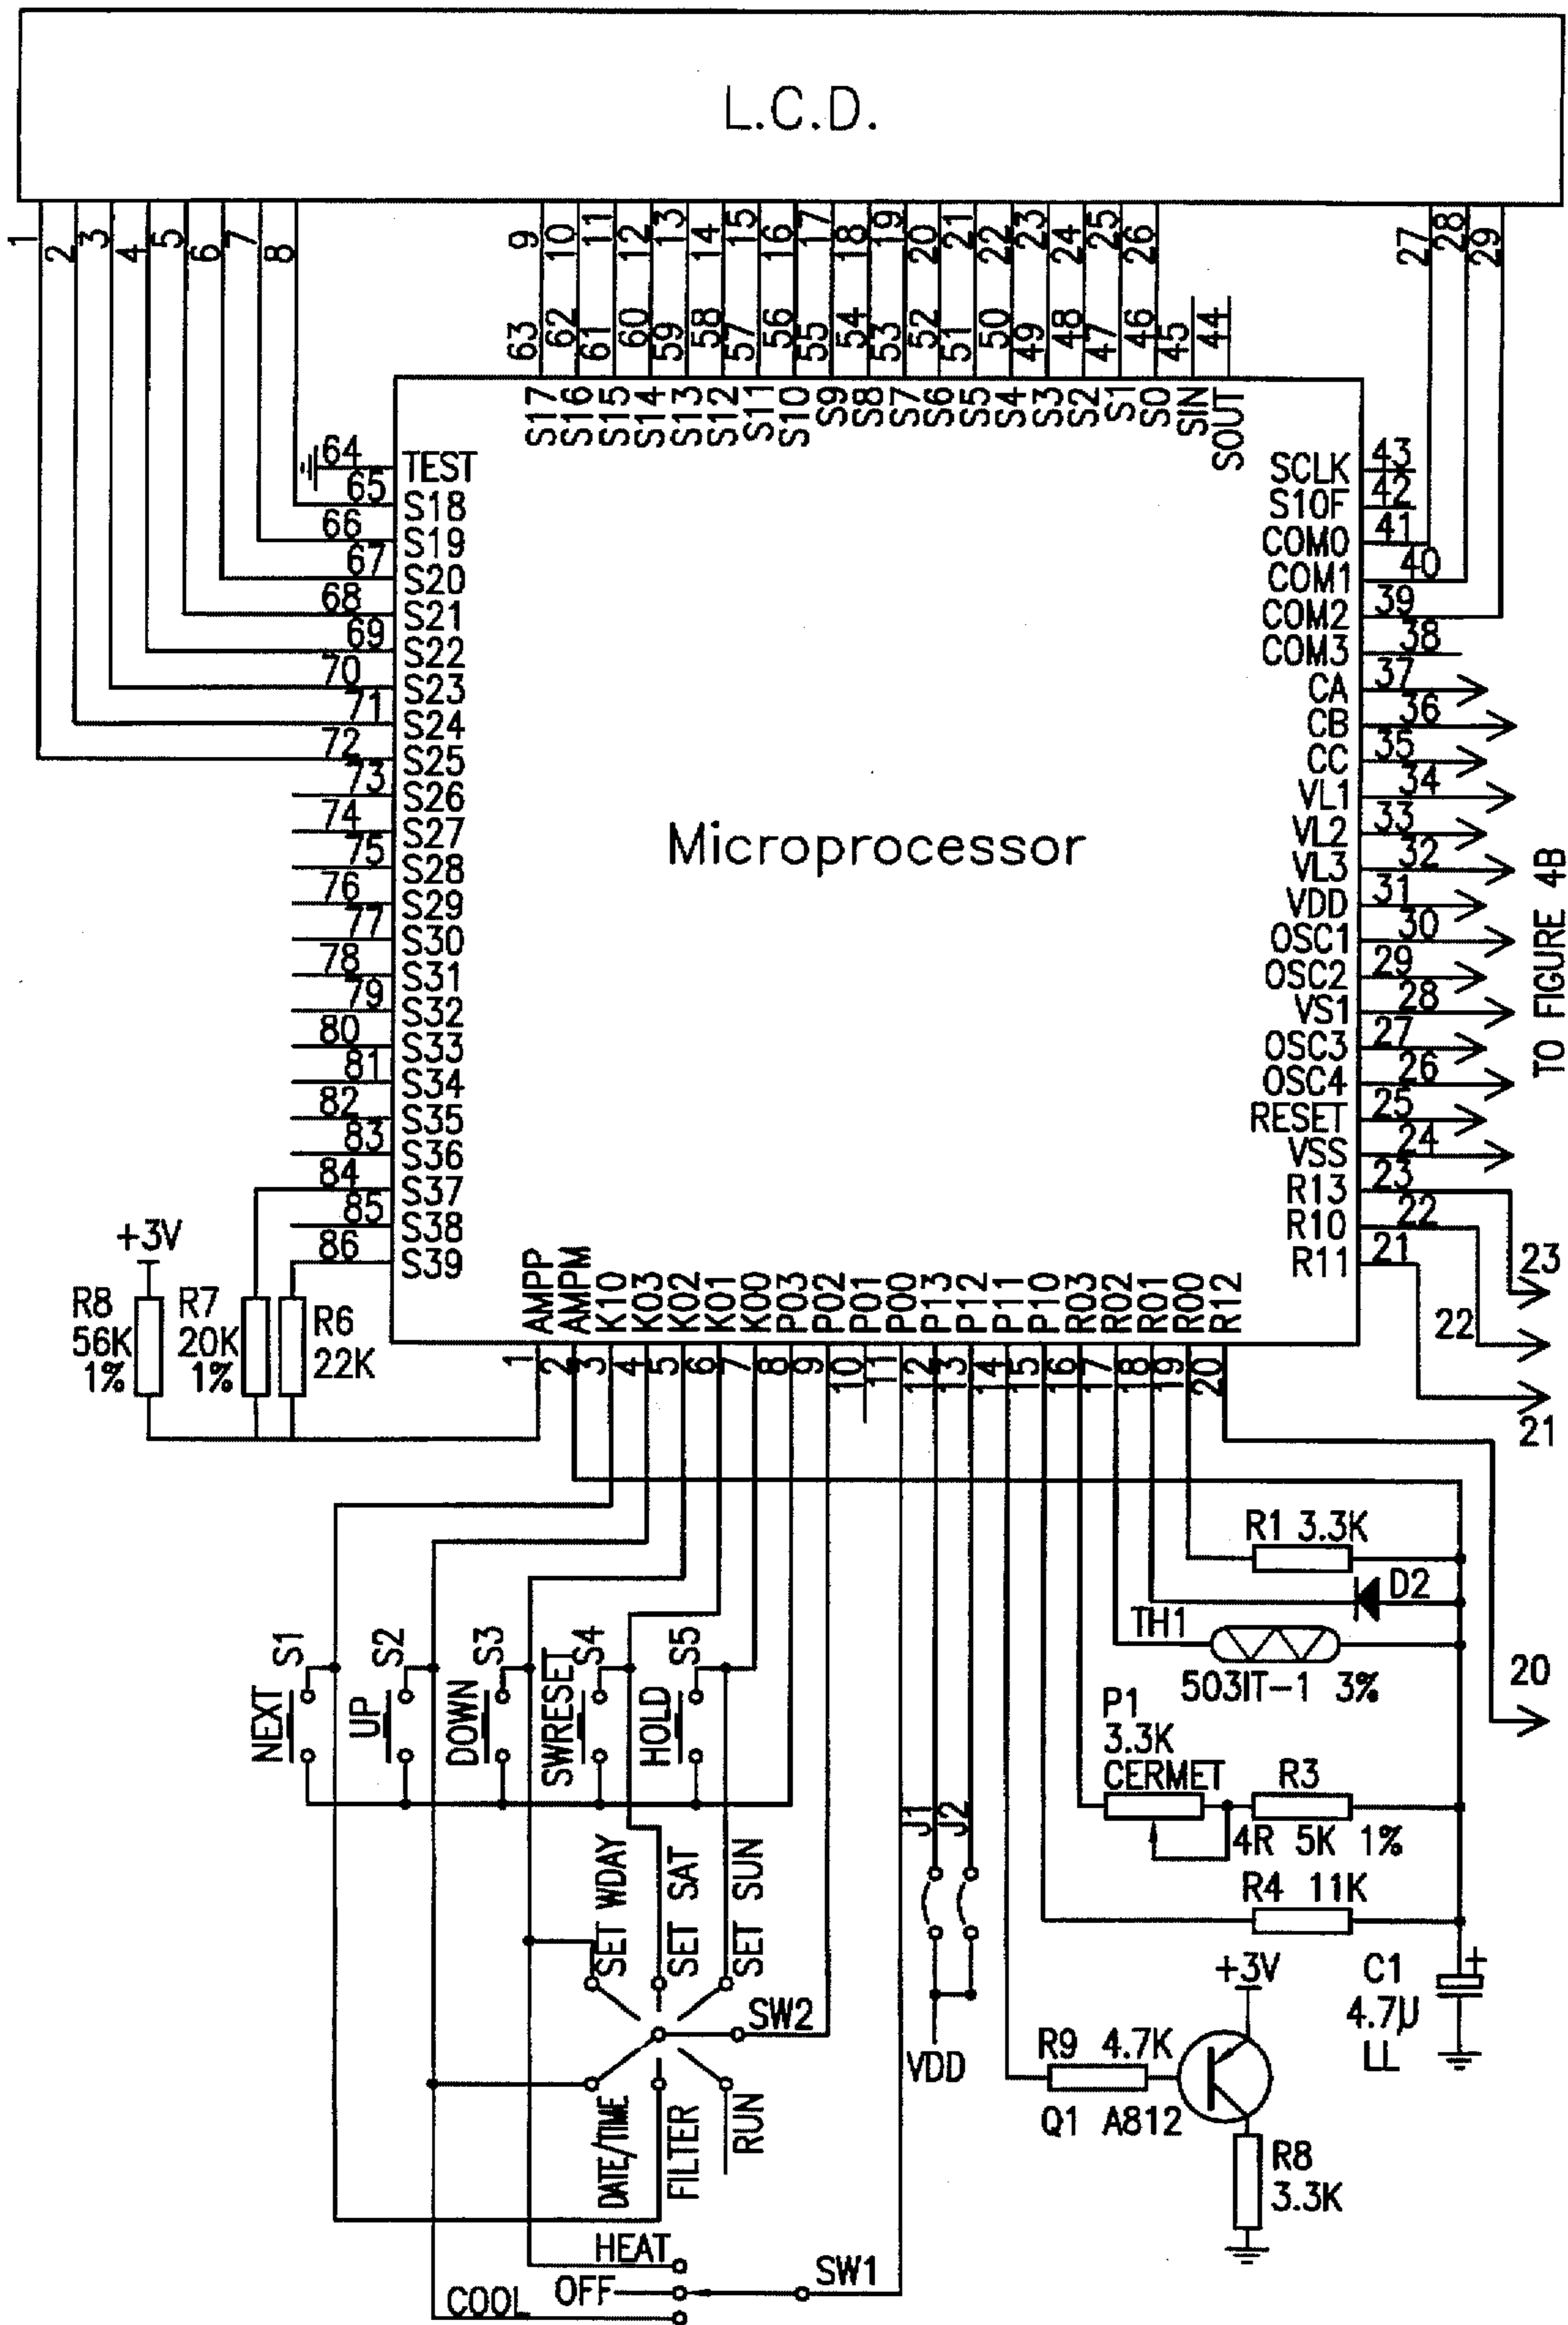 L.C.D.
1
2
3
4
5
6
7
8
9
10
11
12
13
14
15
16
17
18
19
20
21
22
23
24
25
26
27
28
29
63
62
61
60
59
58
57
56
55
54
53
52
51
50
49
48
47
46
45
44
S17
S16
S15
S14
S13
S12
S11
S10
S9
S8
S7
S6
S5
S4
S3
S2
S1
S0
SIN
SOUT
64 TEST
65 S18
66 S19
67 S20
68 S21
69 S22
70 S23
71 S24
72 S25
73 S26
74 S27
75 S28
76 S29
77 S30
78 S31
79 S32
80 S33
81 S34
82 S35
83 S36
84 S37
85 S38
86 S39
Microprocessor
SCLK 43
S10F 42
COM0 41
COM1 40
COM2 39
COM3 38
CA 37
CB 36
CC 35
VL1 34
VL2 33
VL3 32
VDD 31
OSC1 30
OSC2 29
VS1 28
OSC3 27
OSC4 26
RESET 25
VSS 24
R13 23
R10 22
R11 21
TO FIGURE 4B
23
22
21
20
+3V
R8
56K
1%
R7
20K
1%
R6
22K
AMPP
AMPM
K10
K03
K02
K01
K00
P03
P02
P01
P00
P13
P12
P11
P10
R03
R02
R01
R00
R12
1
2
3
4
5
6
7
8
9
10
11
12
13
14
15
16
17
18
19
20
R1 3.3K
D2
TH1
503IT-1 3%
P1
3.3K
CERMET
R3
4R 5K 1%
R4 11K
S1
NEXT
S2
UP
S3
DOWN
S4
SWRESET
S5
HOLD
J1
J2
VDD
SET WDAY
SET SAT
SET SUN
SW2
DATE/TIME
FILTER
RUN
+3V
C1
+
4.7μ
LL
R9 4.7K
Q1 A812
R8
3.3K
HEAT
OFF
COOL
SW1